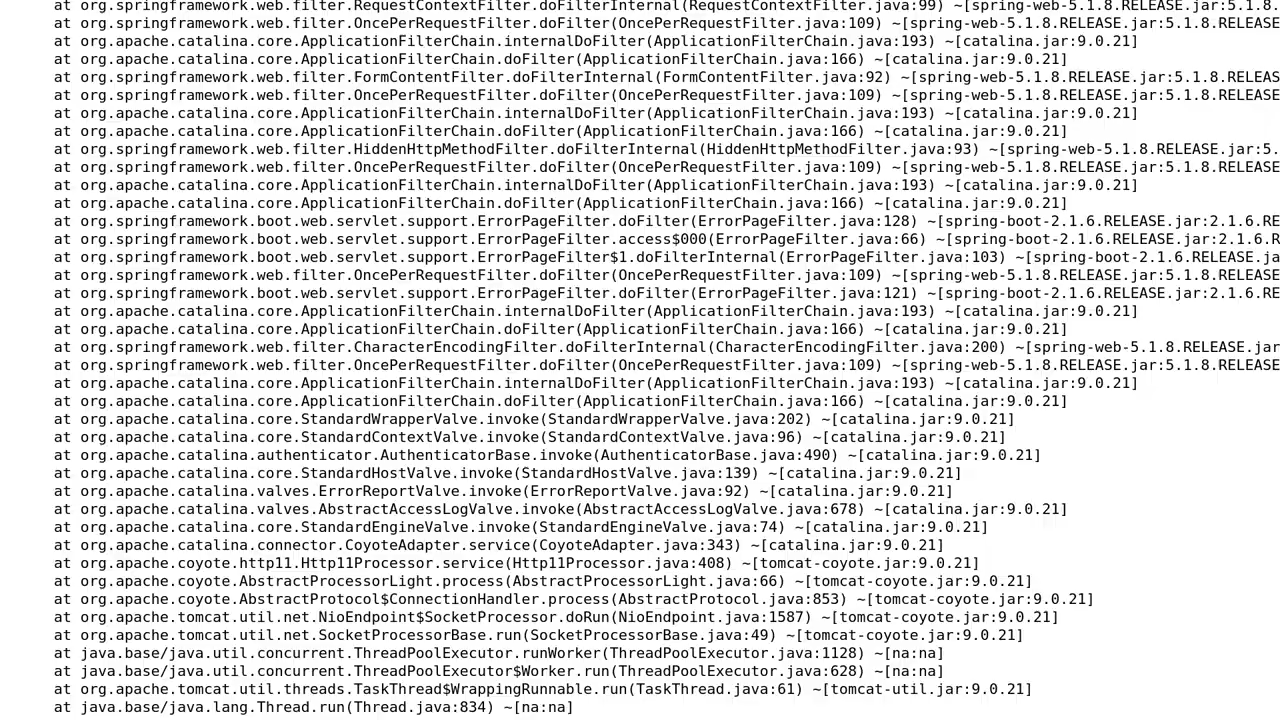 at org.springframework.web.filter.RequestContextFilter.doFilterInternal(RequestContextFilter.java:99) ~[spring-web-5.1.8.RELEASE.jar:5.1.8.
at org.springframework.web.filter.OncePerRequestFilter.doFilter(OncePerRequestFilter.java:109) ~[spring-web-5.1.8.RELEASE.jar:5.1.8.RELEASE
at org.apache.catalina.core.ApplicationFilterChain.internalDoFilter(ApplicationFilterChain.java:193) ~[catalina.jar:9.0.21]
at org.apache.catalina.core.ApplicationFilterChain.doFilter(ApplicationFilterChain.java:166) ~[catalina.jar:9.0.21]
at org.springframework.web.filter.FormContentFilter.doFilterInternal(FormContentFilter.java:92) ~[spring-web-5.1.8.RELEASE.jar:5.1.8.RELEAS
at org.springframework.web.filter.OncePerRequestFilter.doFilter(OncePerRequestFilter.java:109) ~[spring-web-5.1.8.RELEASE.jar:5.1.8.RELEASE
at org.apache.catalina.core.ApplicationFilterChain.internalDoFilter(ApplicationFilterChain.java:193) ~[catalina.jar:9.0.21]
at org.apache.catalina.core.ApplicationFilterChain.doFilter(ApplicationFilterChain.java:166) ~[catalina.jar:9.0.21]
at org.springframework.web.filter.HiddenHttpMethodFilter.doFilterInternal(HiddenHttpMethodFilter.java:93) ~[spring-web-5.1.8.RELEASE.jar:5.
at org.springframework.web.filter.OncePerRequestFilter.doFilter(OncePerRequestFilter.java:109) ~[spring-web-5.1.8.RELEASE.jar:5.1.8.RELEASE
at org.apache.catalina.core.ApplicationFilterChain.internalDoFilter(ApplicationFilterChain.java:193) ~[catalina.jar:9.0.21]
at org.apache.catalina.core.ApplicationFilterChain.doFilter(ApplicationFilterChain.java:166) ~[catalina.jar:9.0.21]
at org.springframework.boot.web.servlet.support.ErrorPageFilter.doFilter(ErrorPageFilter.java:128) ~[spring-boot-2.1.6.RELEASE.jar:2.1.6.RE
at org.springframework.boot.web.servlet.support.ErrorPageFilter.access$000(ErrorPageFilter.java:66) ~[spring-boot-2.1.6.RELEASE.jar:2.1.6.R
at org.springframework.boot.web.servlet.support.ErrorPageFilter$1.doFilterInternal(ErrorPageFilter.java:103) ~[spring-boot-2.1.6.RELEASE.ja
at org.springframework.web.filter.OncePerRequestFilter.doFilter(OncePerRequestFilter.java:109) ~[spring-web-5.1.8.RELEASE.jar:5.1.8.RELEASE
at org.springframework.boot.web.servlet.support.ErrorPageFilter.doFilter(ErrorPageFilter.java:121) ~[spring-boot-2.1.6.RELEASE.jar:2.1.6.RE
at org.apache.catalina.core.ApplicationFilterChain.internalDoFilter(ApplicationFilterChain.java:193) ~[catalina.jar:9.0.21]
at org.apache.catalina.core.ApplicationFilterChain.doFilter(ApplicationFilterChain.java:166) ~[catalina.jar:9.0.21]
at org.springframework.web.filter.CharacterEncodingFilter.doFilterInternal(CharacterEncodingFilter.java:200) ~[spring-web-5.1.8.RELEASE.jar
at org.springframework.web.filter.OncePerRequestFilter.doFilter(OncePerRequestFilter.java:109) ~[spring-web-5.1.8.RELEASE.jar:5.1.8.RELEASE
at org.apache.catalina.core.ApplicationFilterChain.internalDoFilter(ApplicationFilterChain.java:193) ~[catalina.jar:9.0.21]
at org.apache.catalina.core.ApplicationFilterChain.doFilter(ApplicationFilterChain.java:166) ~[catalina.jar:9.0.21]
at org.apache.catalina.core.StandardWrapperValve.invoke(StandardWrapperValve.java:202) ~[catalina.jar:9.0.21]
at org.apache.catalina.core.StandardContextValve.invoke(StandardContextValve.java:96) ~[catalina.jar:9.0.21]
at org.apache.catalina.authenticator.AuthenticatorBase.invoke(AuthenticatorBase.java:490) ~[catalina.jar:9.0.21]
at org.apache.catalina.core.StandardHostValve.invoke(StandardHostValve.java:139) ~[catalina.jar:9.0.21]
at org.apache.catalina.valves.ErrorReportValve.invoke(ErrorReportValve.java:92) ~[catalina.jar:9.0.21]
at org.apache.catalina.valves.AbstractAccessLogValve.invoke(AbstractAccessLogValve.java:678) ~[catalina.jar:9.0.21]
at org.apache.catalina.core.StandardEngineValve.invoke(StandardEngineValve.java:74) ~[catalina.jar:9.0.21]
at org.apache.catalina.connector.CoyoteAdapter.service(CoyoteAdapter.java:343) ~[catalina.jar:9.0.21]
at org.apache.coyote.http11.Http11Processor.service(Http11Processor.java:408) ~[tomcat-coyote.jar:9.0.21]
at org.apache.coyote.AbstractProcessorLight.process(AbstractProcessorLight.java:66) ~[tomcat-coyote.jar:9.0.21]
at org.apache.coyote.AbstractProtocol$ConnectionHandler.process(AbstractProtocol.java:853) ~[tomcat-coyote.jar:9.0.21]
at org.apache.tomcat.util.net.NioEndpoint$SocketProcessor.doRun(NioEndpoint.java:1587) ~[tomcat-coyote.jar:9.0.21]
at org.apache.tomcat.util.net.SocketProcessorBase.run(SocketProcessorBase.java:49) ~[tomcat-coyote.jar:9.0.21]
at java.base/java.util.concurrent.ThreadPoolExecutor.runWorker(ThreadPoolExecutor.java:1128) ~[na:na]
at java.base/java.util.concurrent.ThreadPoolExecutor$Worker.run(ThreadPoolExecutor.java:628) ~[na:na]
at org.apache.tomcat.util.threads.TaskThread$WrappingRunnable.run(TaskThread.java:61) ~[tomcat-util.jar:9.0.21]
at java.base/java.lang.Thread.run(Thread.java:834) ~[na:na]